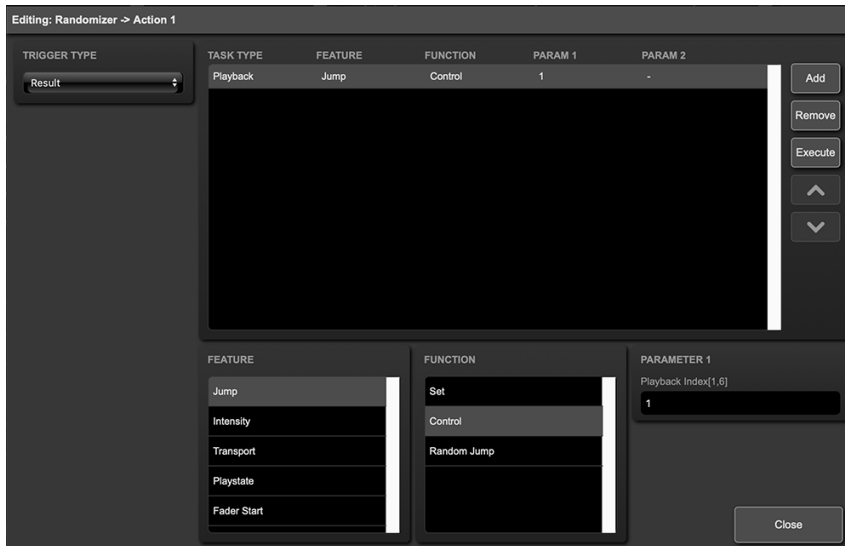 Editing: Randomizer -> Action 1
TRIGGER TYPE
Result
TASK TYPE FEATURE FUNCTION PARAM 1 PARAM 2
Playback Jump Control 1 -
Add
Remove
Execute
FEATURE
Jump
Intensity
Transport
Playstate
Fader Start
FUNCTION
Set
Control
Random Jump
PARAMETER 1
Playback Index[1,6]
1
Close